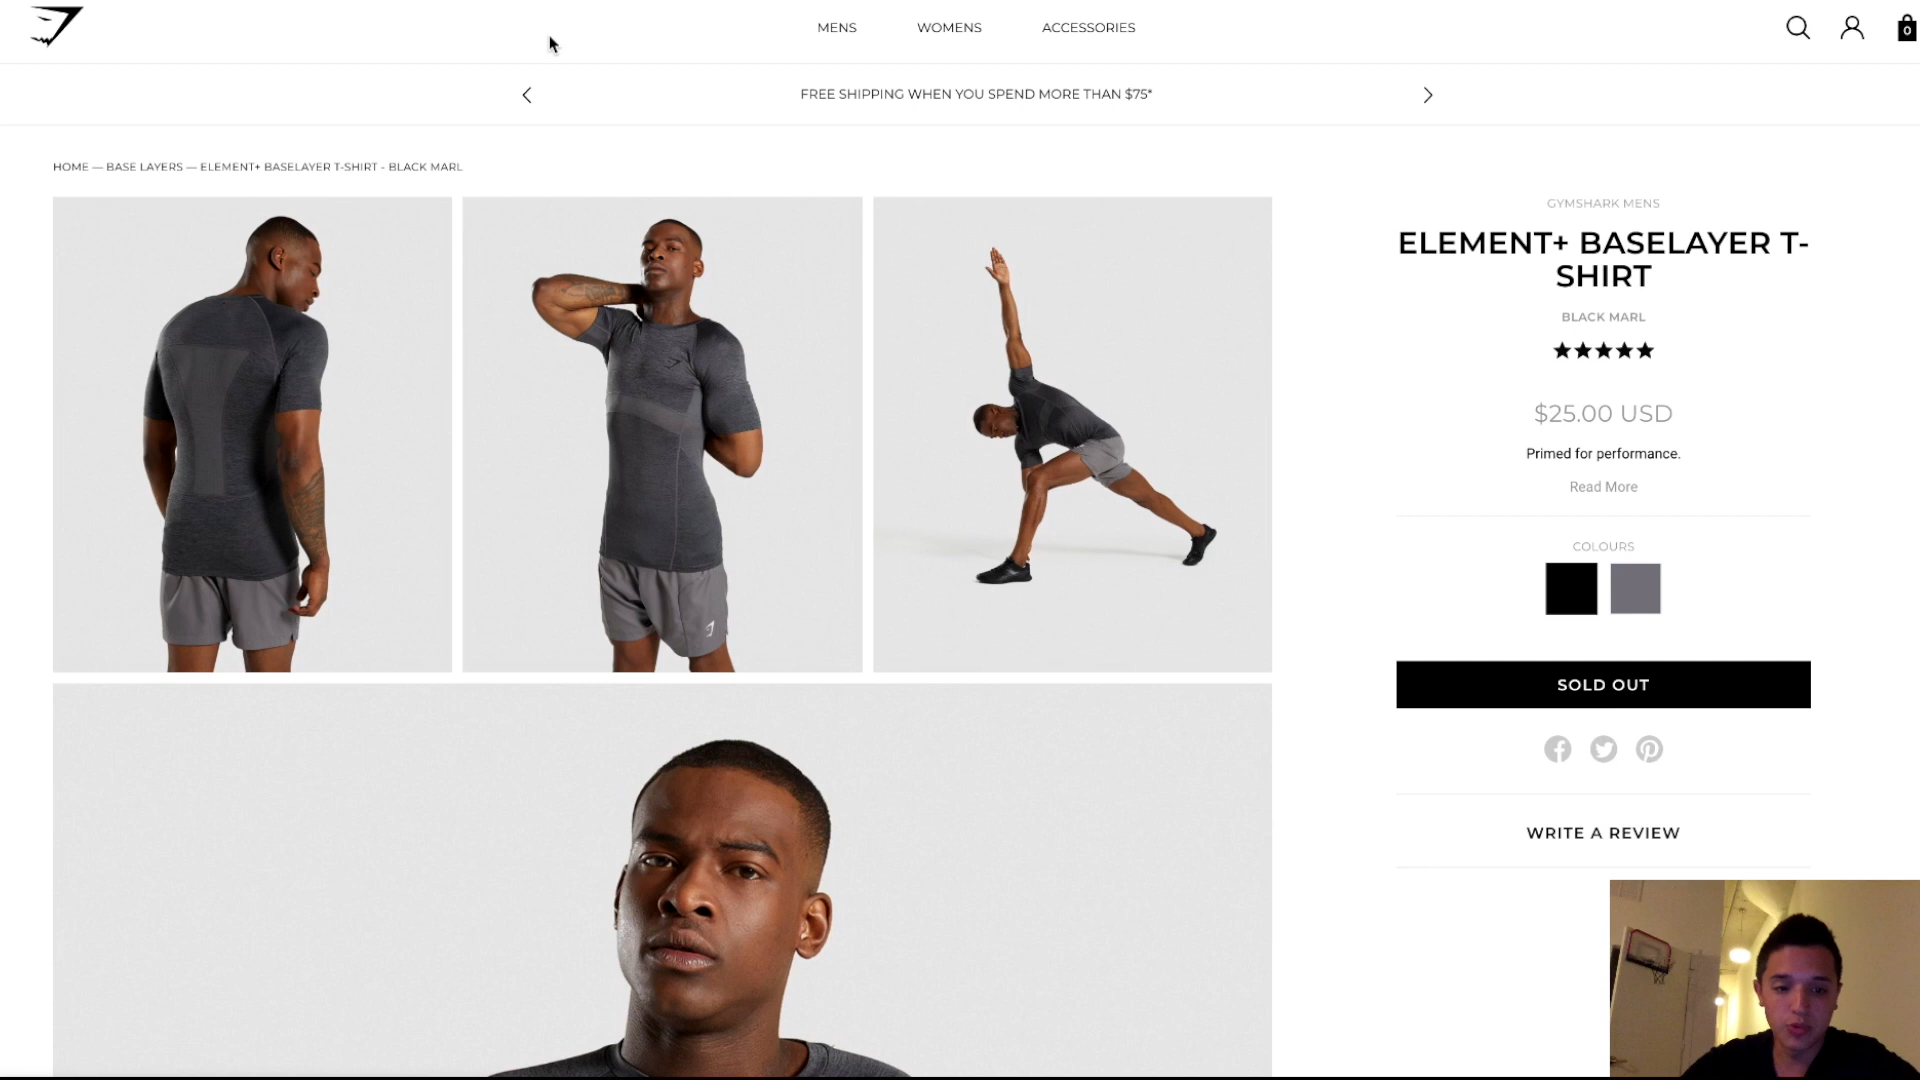 MENS
WOMENS
ACCESSORIES
0
FREE SHIPPING WHEN YOU SPEND MORE THAN $75*
HOME — BASE LAYERS — ELEMENT+ BASELAYER T-SHIRT - BLACK MARL
GYMSHARK MENS
ELEMENT+ BASELAYER T-
SHIRT
BLACK MARL
$25.00 USD
Primed for performance.
Read More
COLOURS
SOLD OUT
WRITE A REVIEW